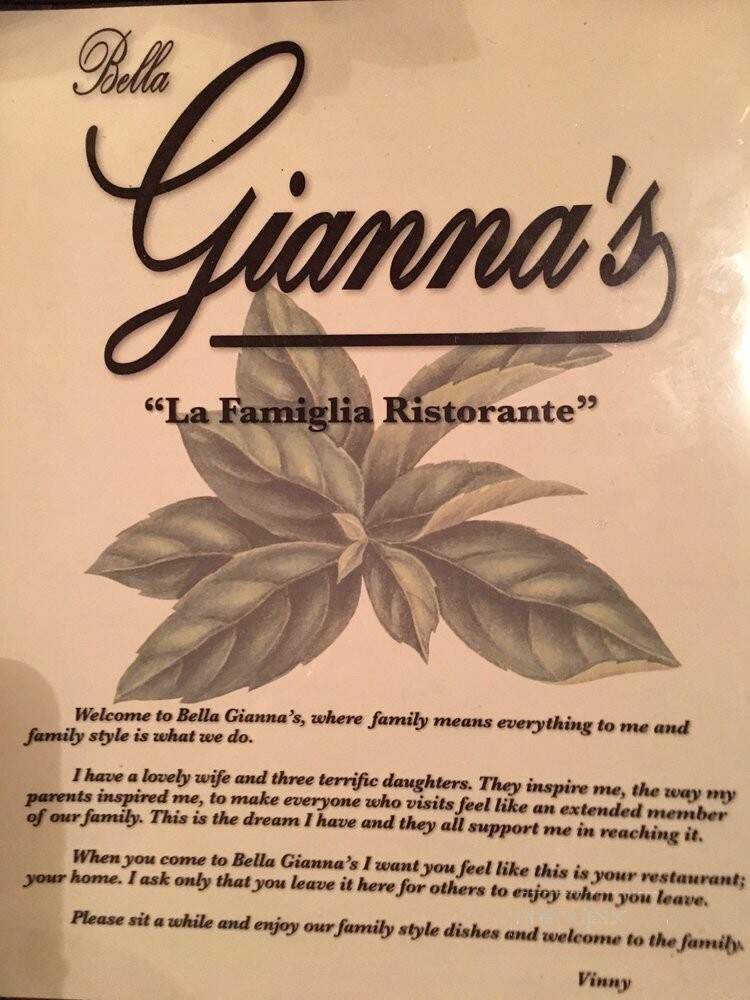 Bella
Gianna's
“La Famiglia Ristorante”
Welcome to Bella Gianna's, where family means everything to me and
family style is what we do.
I have a lovely wife and three terrific daughters. They inspire me, the way my
parents inspired me, to make everyone who visits feel like an extended member
of our family. This is the dream I have and they all support me in reaching it.
When you come to Bella Gianna's I want you feel like this is your restaurant;
your home. I ask only that you leave it here for others to enjoy when you leave.
Please sit a while and enjoy our family style dishes and welcome to the family.
Vinny